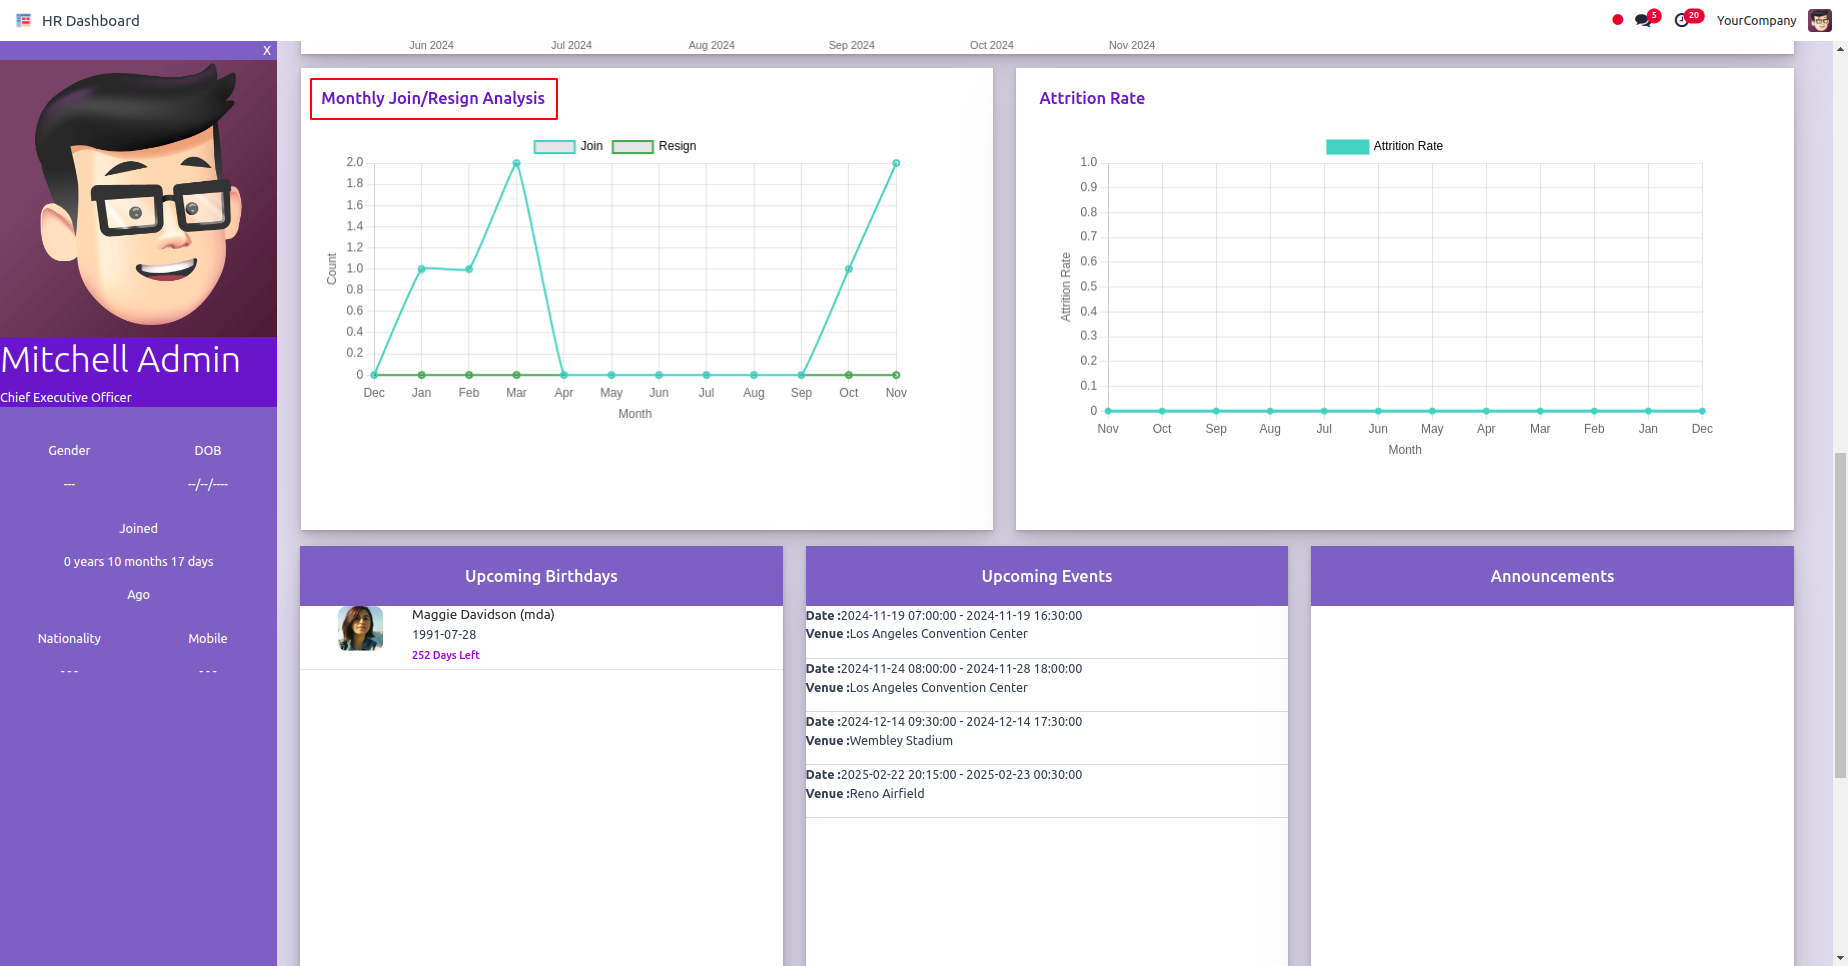 HR Dashboard
5
20
YourCompany
X
Mitchell Admin
Chief Executive Officer
Gender
DOB
---
--/--/----
Joined
0 years 10 months 17 days
Ago
Nationality
Mobile
- - -
- - -
Jun 2024
Jul 2024
Aug 2024
Sep 2024
Oct 2024
Nov 2024
Monthly Join/Resign Analysis
Join
Resign
2.0
1.8
1.6
1.4
1.2
1.0
0.8
0.6
0.4
0.2
0
Count
Dec
Jan
Feb
Mar
Apr
May
Jun
Jul
Aug
Sep
Oct
Nov
Month
Attrition Rate
Attrition Rate
1.0
0.9
0.8
0.7
0.6
0.5
0.4
0.3
0.2
0.1
0
Attrition Rate
Nov
Oct
Sep
Aug
Jul
Jun
May
Apr
Mar
Feb
Jan
Dec
Month
Upcoming Birthdays
Maggie Davidson (mda)
1991-07-28
252 Days Left
Upcoming Events
Date :2024-11-19 07:00:00 - 2024-11-19 16:30:00
Venue :Los Angeles Convention Center
Date :2024-11-24 08:00:00 - 2024-11-28 18:00:00
Venue :Los Angeles Convention Center
Date :2024-12-14 09:30:00 - 2024-12-14 17:30:00
Venue :Wembley Stadium
Date :2025-02-22 20:15:00 - 2025-02-23 00:30:00
Venue :Reno Airfield
Announcements